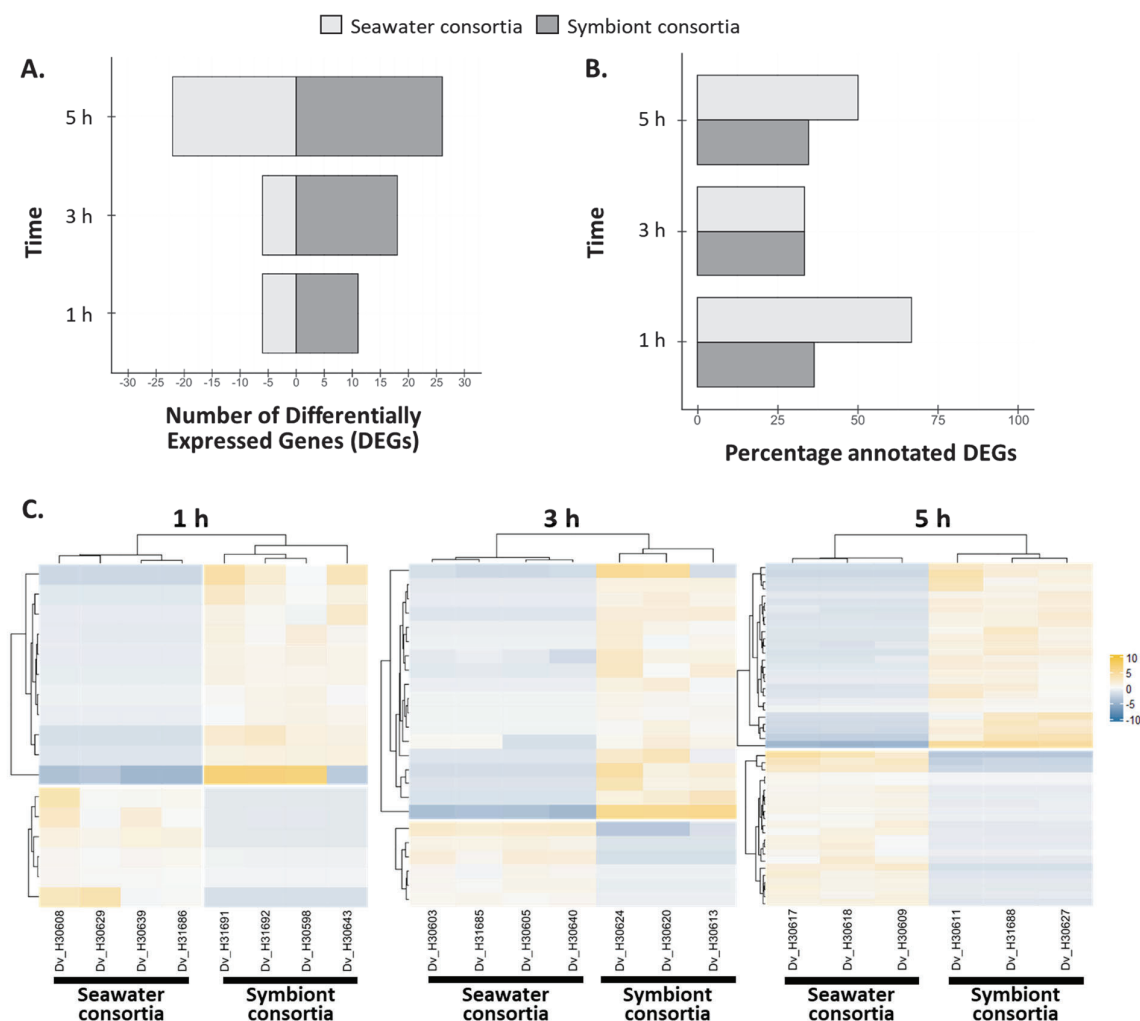 Seawater consortia Symbiont consortia
A.
5 h
3 h
1 h
Time
-30 -25 -20 -15 -10 -5 0 5 10 15 20 25 30
Number of Differentially
Expressed Genes (DEGs)
B.
5 h
3 h
1 h
Time
0 25 50 75 100
Percentage annotated DEGs
C.
1 h
3 h
5 h
10
5
0
-5
-10
Dv_H30608
Dv_H30629
Dv_H30639
Dv_H31686
Dv_H31691
Dv_H31692
Dv_H30598
Dv_H30643
Seawater
consortia
Symbiont
consortia
Dv_H30603
Dv_H31685
Dv_H30605
Dv_H30640
Dv_H30624
Dv_H30620
Dv_H30613
Seawater
consortia
Symbiont
consortia
Dv_H30617
Dv_H30618
Dv_H30609
Dv_H30611
Dv_H31688
Dv_H30627
Seawater
consortia
Symbiont
consortia